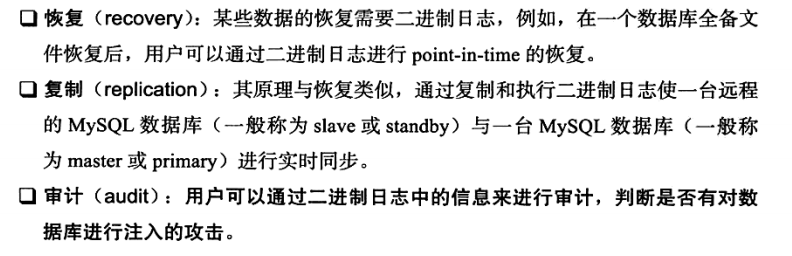 ❑ 恢复（recovery）：某些数据的恢复需要二进制日志，例如，在一个数据库全备文
件恢复后，用户可以通过二进制日志进行 point-in-time 的恢复。
❑ 复制（replication）：其原理与恢复类似，通过复制和执行二进制日志使一台远程
的 MySQL 数据库（一般称为 slave 或 standby）与一台 MySQL 数据库（一般称
为 master 或 primary）进行实时同步。
❑ 审计（audit）：用户可以通过二进制日志中的信息来进行审计，判断是否有对数
据库进行注入的攻击。